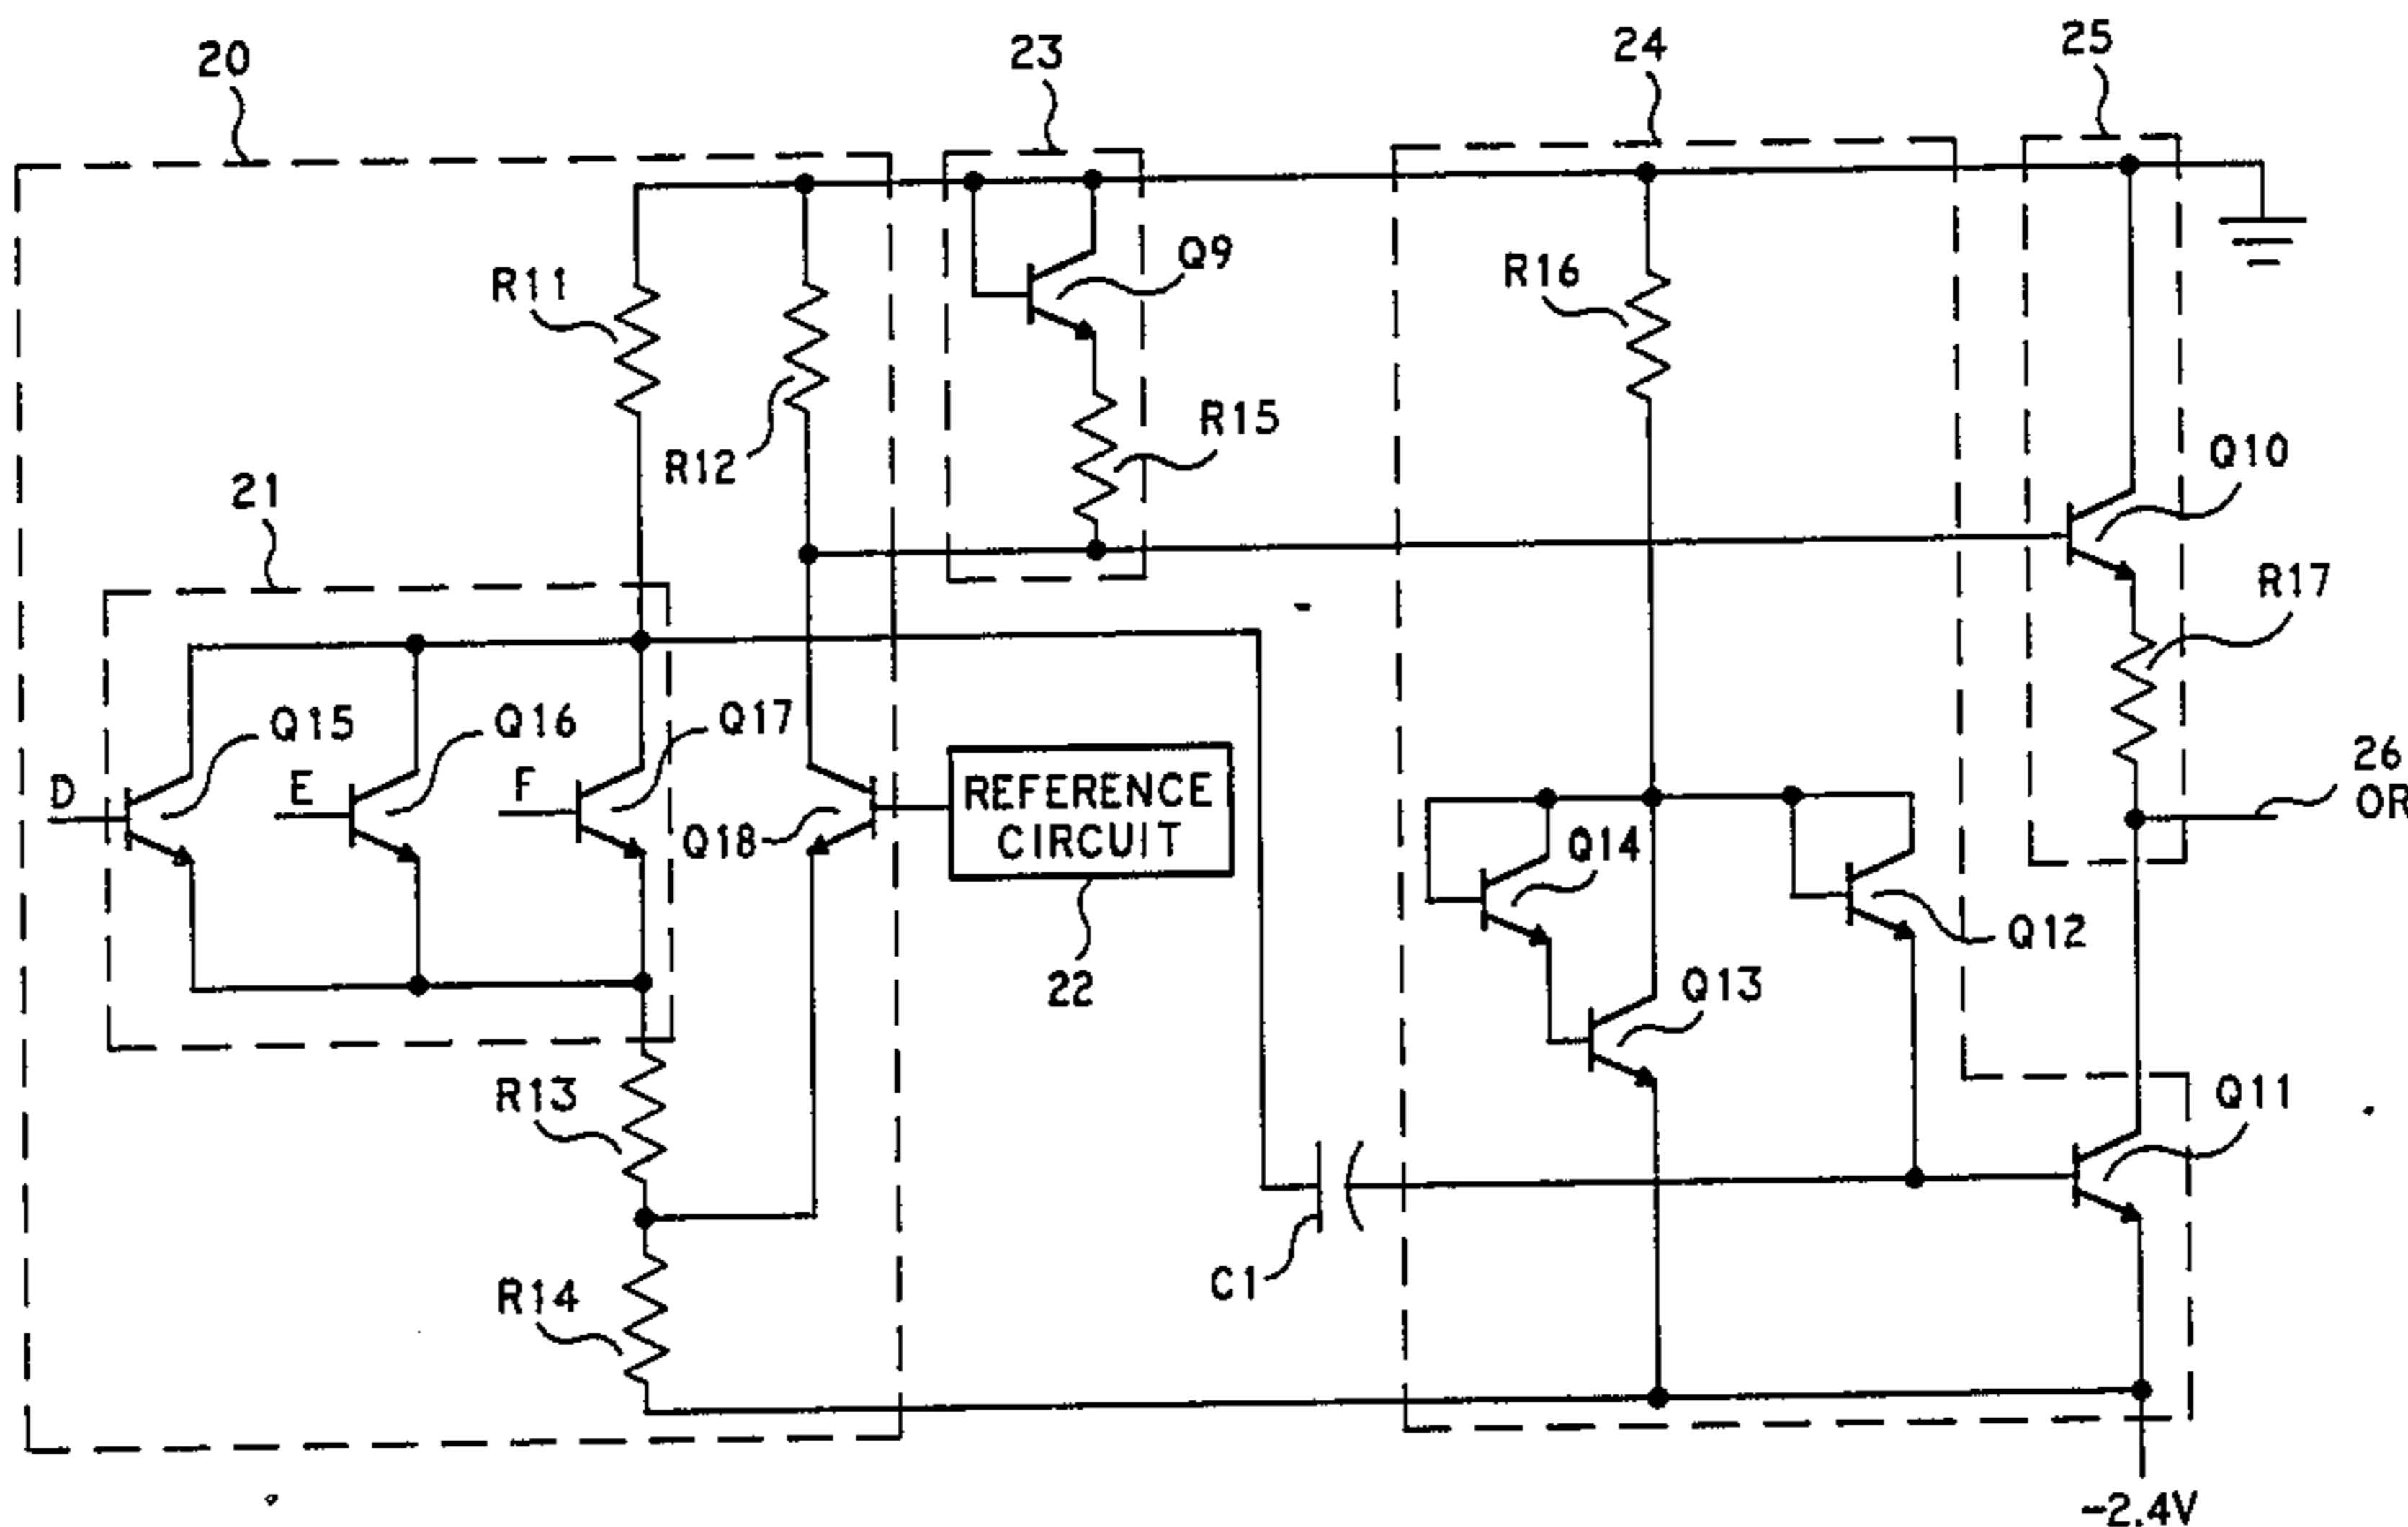 20
23
24
25
R11
Q9
R16
R15
R12
Q10
21
R17
Q15
Q16
Q17
26
D
E
F
Q18
REFERENCE
CIRCUIT
OR
Q14
Q12
22
Q13
R13
Q11
C1
R14
-2.4V